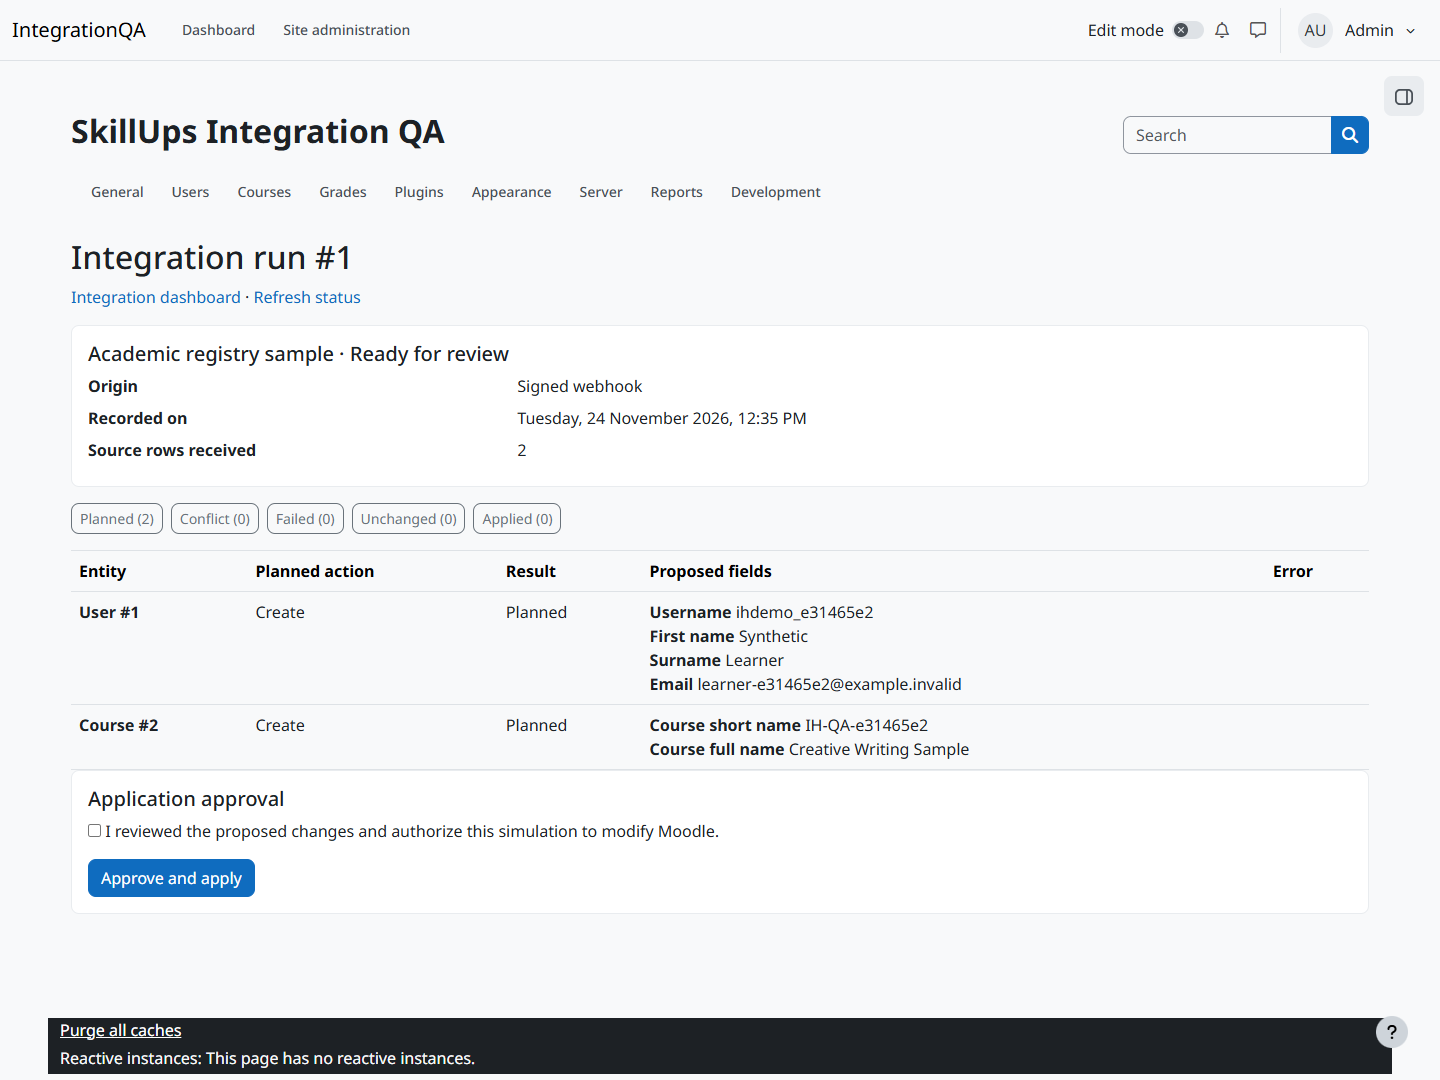 IntegrationQA Dashboard Site administration Edit mode AU Admin
SkillUps Integration QA
Search
General Users Courses Grades Plugins Appearance Server Reports Development
Integration run #1
Integration dashboard · Refresh status
Academic registry sample · Ready for review
Origin Signed webhook
Recorded on Tuesday, 24 November 2026, 12:35 PM
Source rows received 2
Planned (2) Conflict (0) Failed (0) Unchanged (0) Applied (0)
Entity Planned action Result Proposed fields Error
User #1 Create Planned Username ihdemo_e31465e2
First name Synthetic
Surname Learner
Email learner-e31465e2@example.invalid
Course #2 Create Planned Course short name IH-QA-e31465e2
Course full name Creative Writing Sample
Application approval
I reviewed the proposed changes and authorize this simulation to modify Moodle.
Approve and apply
Purge all caches
?
Reactive instances: This page has no reactive instances.